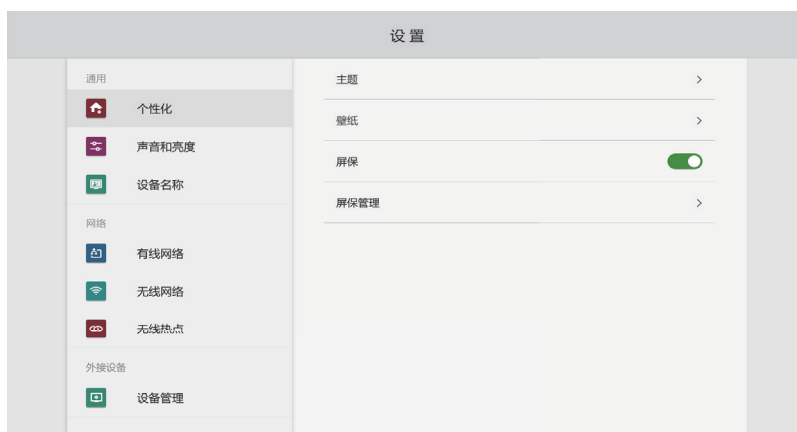 设置
通用
个性化
声音和亮度
设备名称
网络
有线网络
无线网络
无线热点
外接设备
设备管理
主题
壁纸
屏保
屏保管理